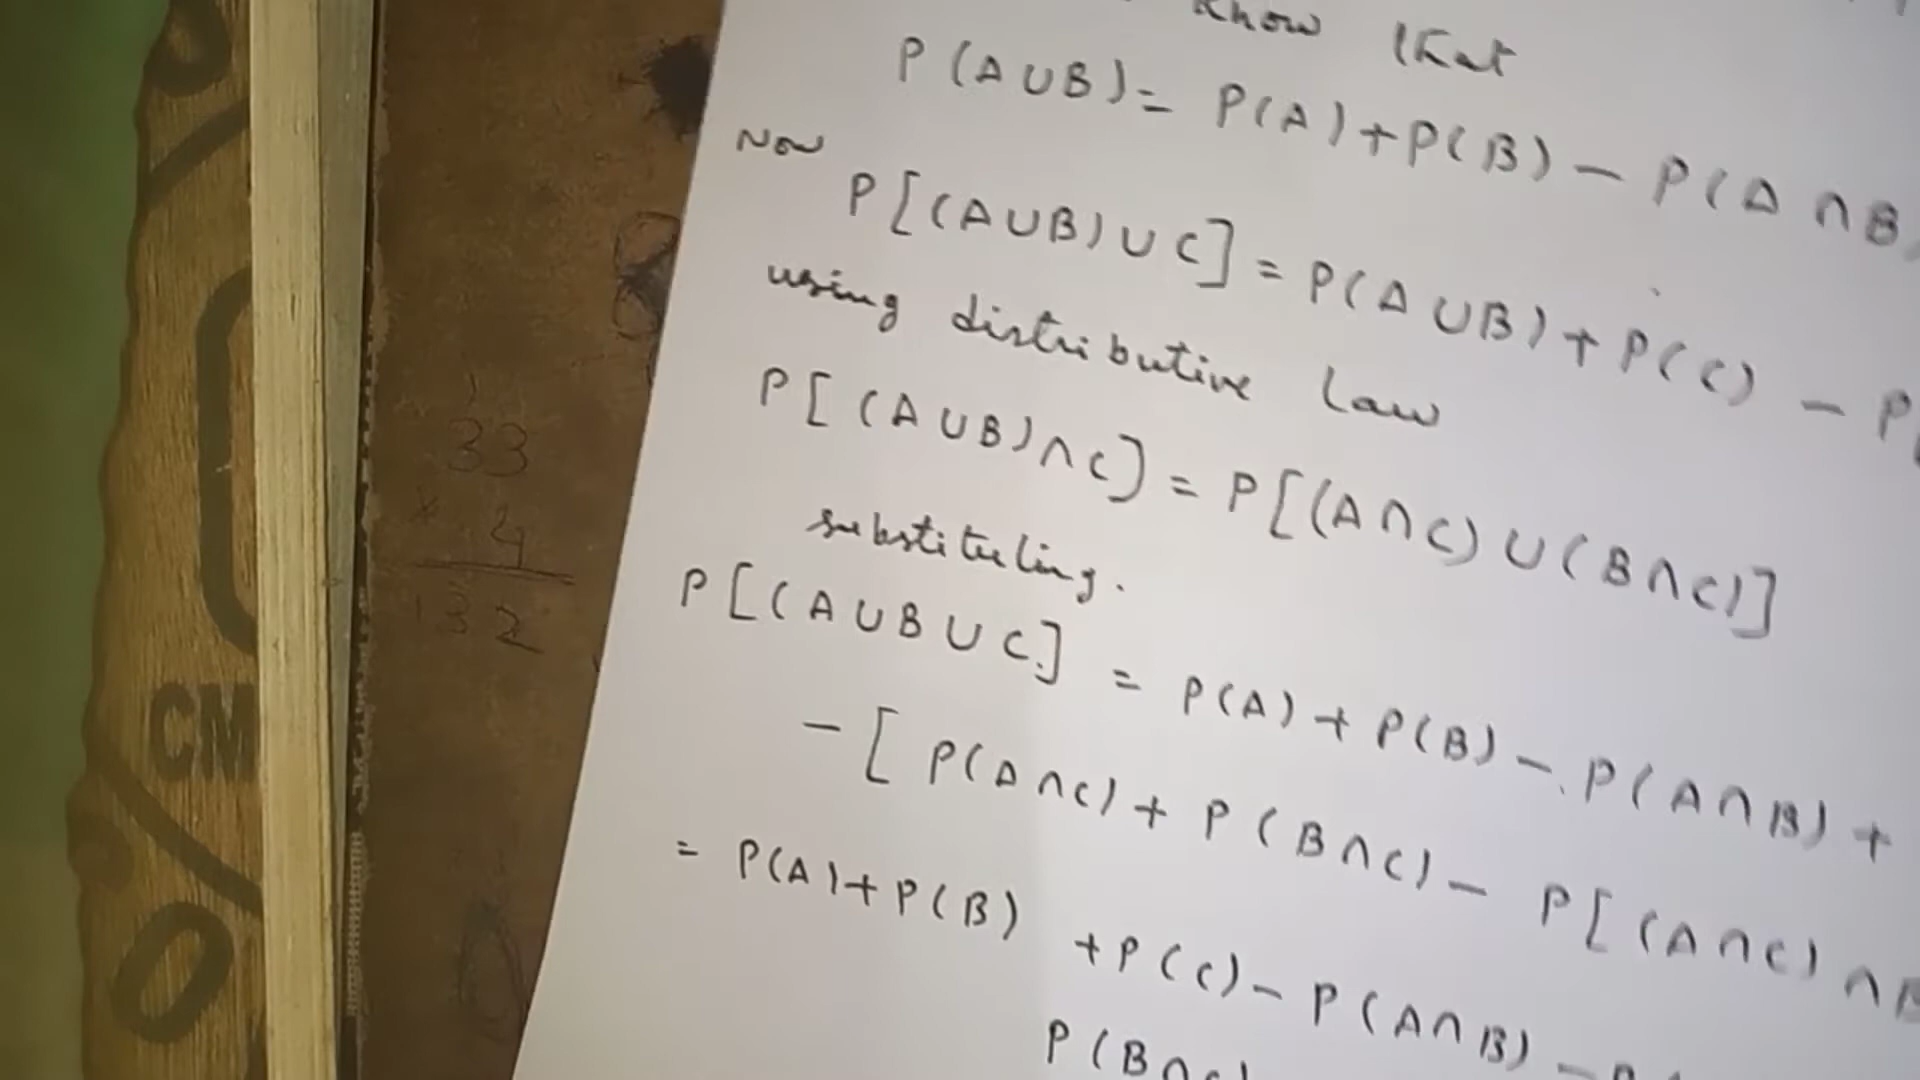 know that
P(A∪B) = P(A)+P(B) - P(A∩B)
Now
P[(A∪B)∪C] = P(A∪B)+P(C) - P[
using distributive law
P[(A∪B)∩C] = P[(A∩C)∪(B∩C)]
substituting.
P[(A∪B∪C] = P(A)+P(B) - P(A∩B)+
-[P(A∩C)+P(B∩C) - P[(A∩C)∩B
= P(A)+P(B) +P(C) - P(A∩B) -
P(B∩C)
33
× 4
132
CM